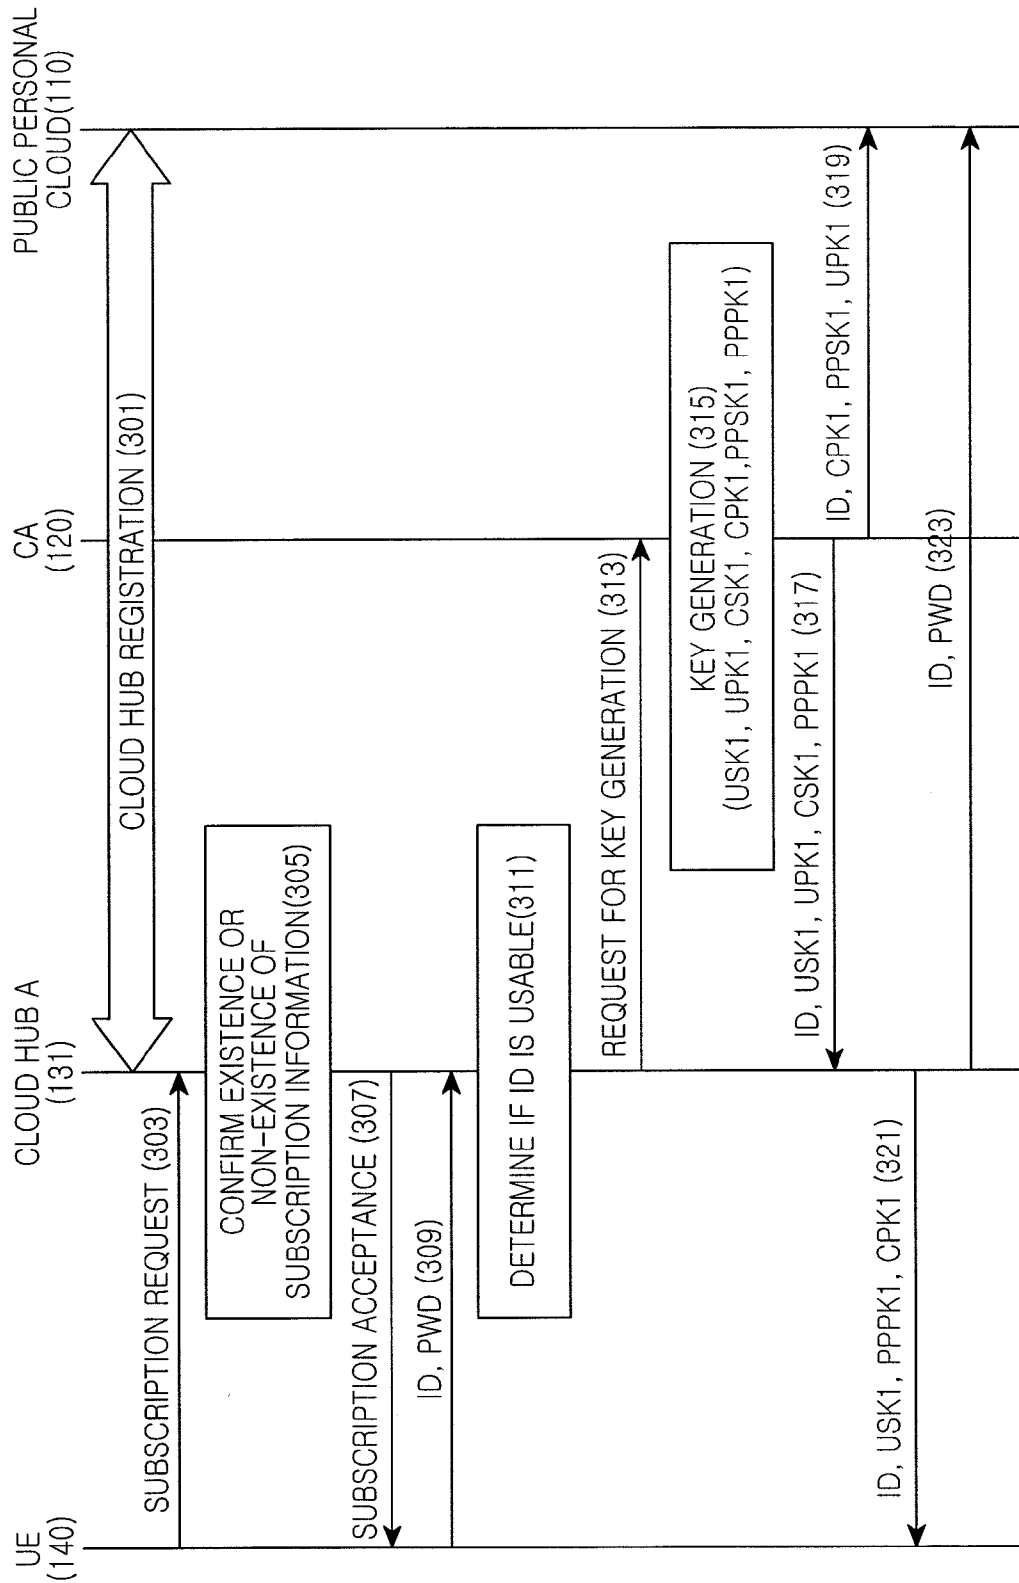 UE
(140)
CLOUD HUB A
(131)
CA
(120)
PUBLIC PERSONAL
CLOUD(110)
CLOUD HUB REGISTRATION (301)
SUBSCRIPTION REQUEST (303)
CONFIRM EXISTENCE OR
NON-EXISTENCE OF
SUBSCRIPTION INFORMATION(305)
SUBSCRIPTION ACCEPTANCE (307)
ID, PWD (309)
DETERMINE IF ID IS USABLE(311)
REQUEST FOR KEY GENERATION (313)
KEY GENERATION (315)
(USK1, UPK1, CSK1, CPK1,PPSK1, PPPK1)
ID, USK1, UPK1, CSK1, PPPK1 (317)
ID, CPK1, PPSK1, UPK1 (319)
ID, USK1, PPPK1, CPK1 (321)
ID, PWD (323)